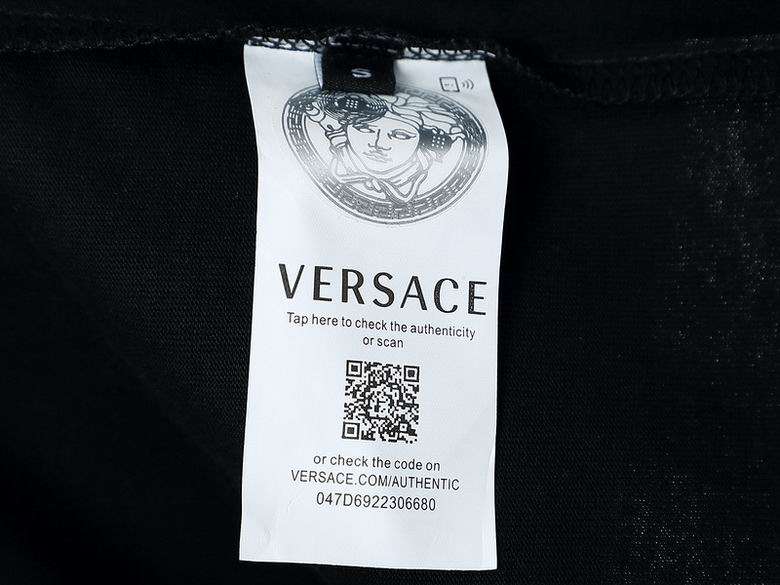 S
VERSACE
Tap here to check the authenticity
or scan
or check the code on
VERSACE.COM/AUTHENTIC
047D6922306680